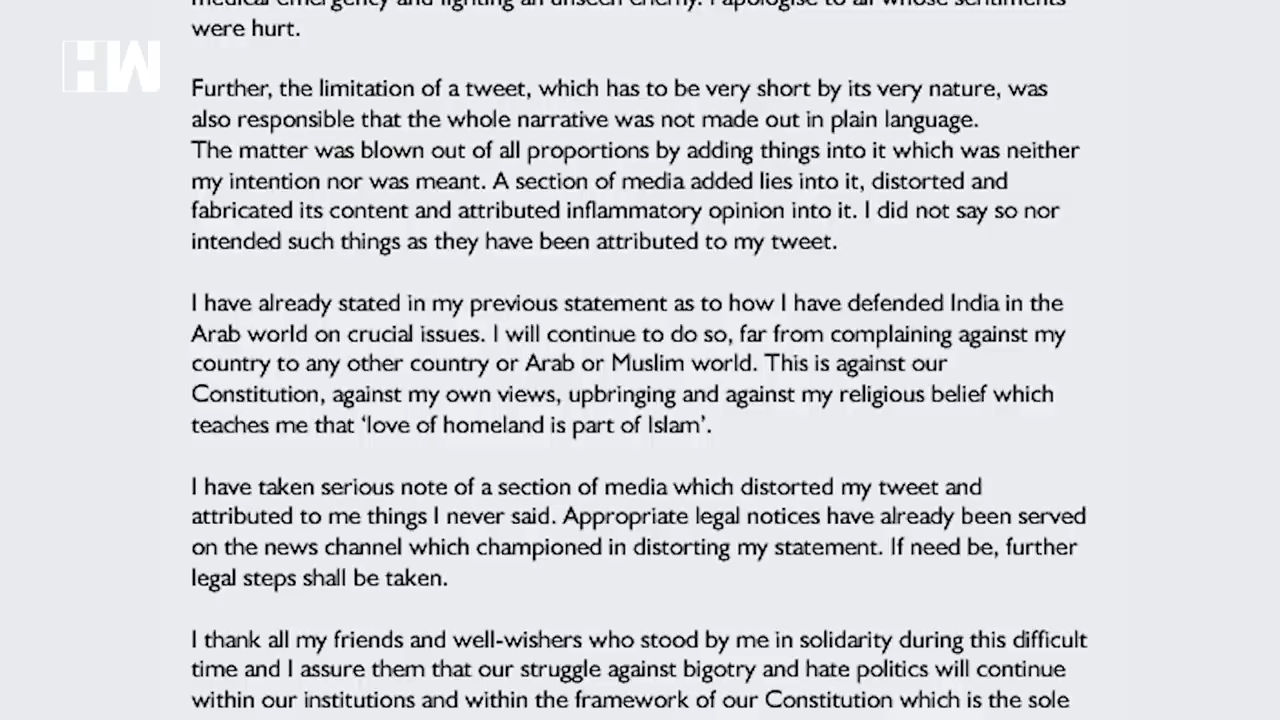 HW
medical emergency and fighting an unseen enemy. I apologise to all whose sentiments
were hurt.
Further, the limitation of a tweet, which has to be very short by its very nature, was
also responsible that the whole narrative was not made out in plain language.
The matter was blown out of all proportions by adding things into it which was neither
my intention nor was meant. A section of media added lies into it, distorted and
fabricated its content and attributed inflammatory opinion into it. I did not say so nor
intended such things as they have been attributed to my tweet.
I have already stated in my previous statement as to how I have defended India in the
Arab world on crucial issues. I will continue to do so, far from complaining against my
country to any other country or Arab or Muslim world. This is against our
Constitution, against my own views, upbringing and against my religious belief which
teaches me that ‘love of homeland is part of Islam’.
I have taken serious note of a section of media which distorted my tweet and
attributed to me things I never said. Appropriate legal notices have already been served
on the news channel which championed in distorting my statement. If need be, further
legal steps shall be taken.
I thank all my friends and well-wishers who stood by me in solidarity during this difficult
time and I assure them that our struggle against bigotry and hate politics will continue
within our institutions and within the framework of our Constitution which is the sole